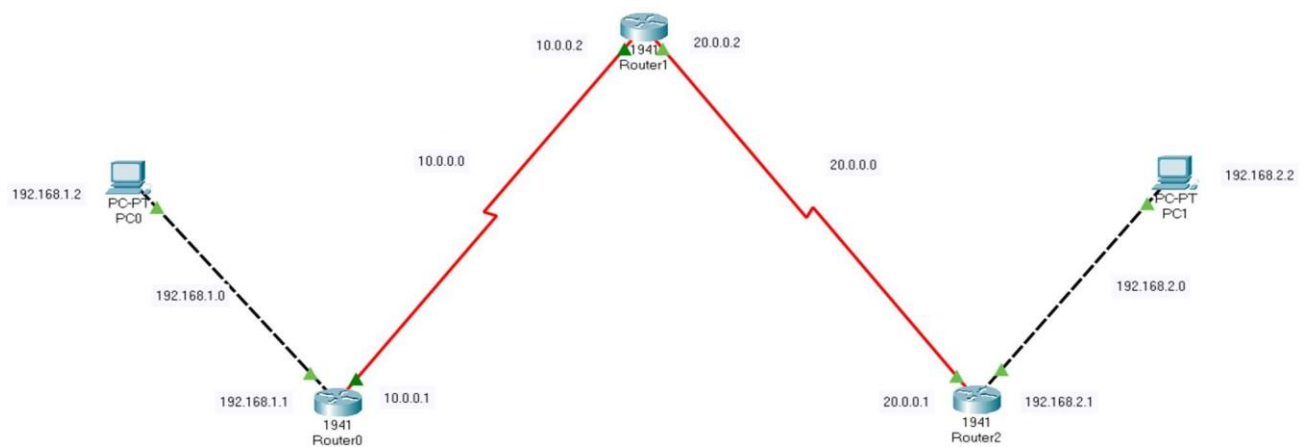 10.0.0.2
20.0.0.2
1941
Router1
10.0.0.0
20.0.0.0
192.168.1.2
PC-PT
PC0
PC-PT
PC1
192.168.2.2
192.168.1.0
192.168.2.0
192.168.1.1
10.0.0.1
1941
Router0
20.0.0.1
192.168.2.1
1941
Router2